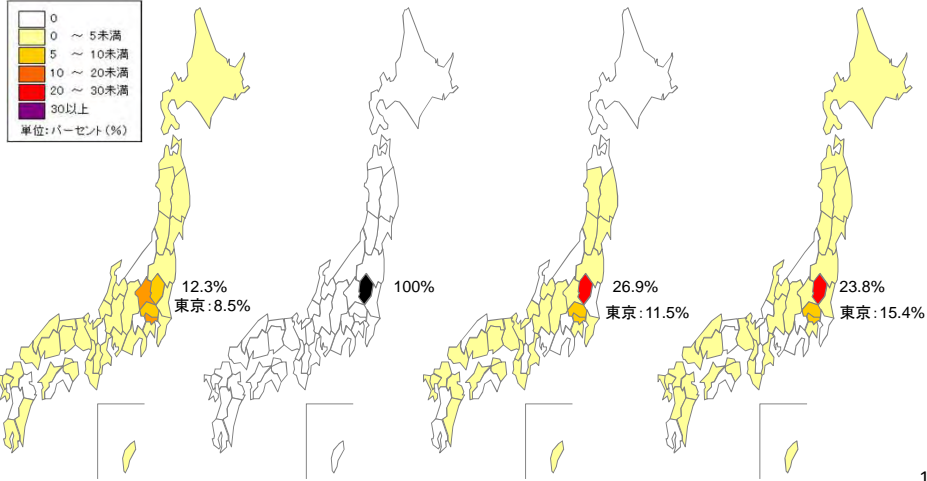 0
0 ～ 5未満
5 ～ 10未満
10 ～ 20未満
20 ～ 30未満
30以上
単位：パーセント（%）
12.3%
東京：8.5%
100%
26.9%
東京：11.5%
23.8%
東京：15.4%
1